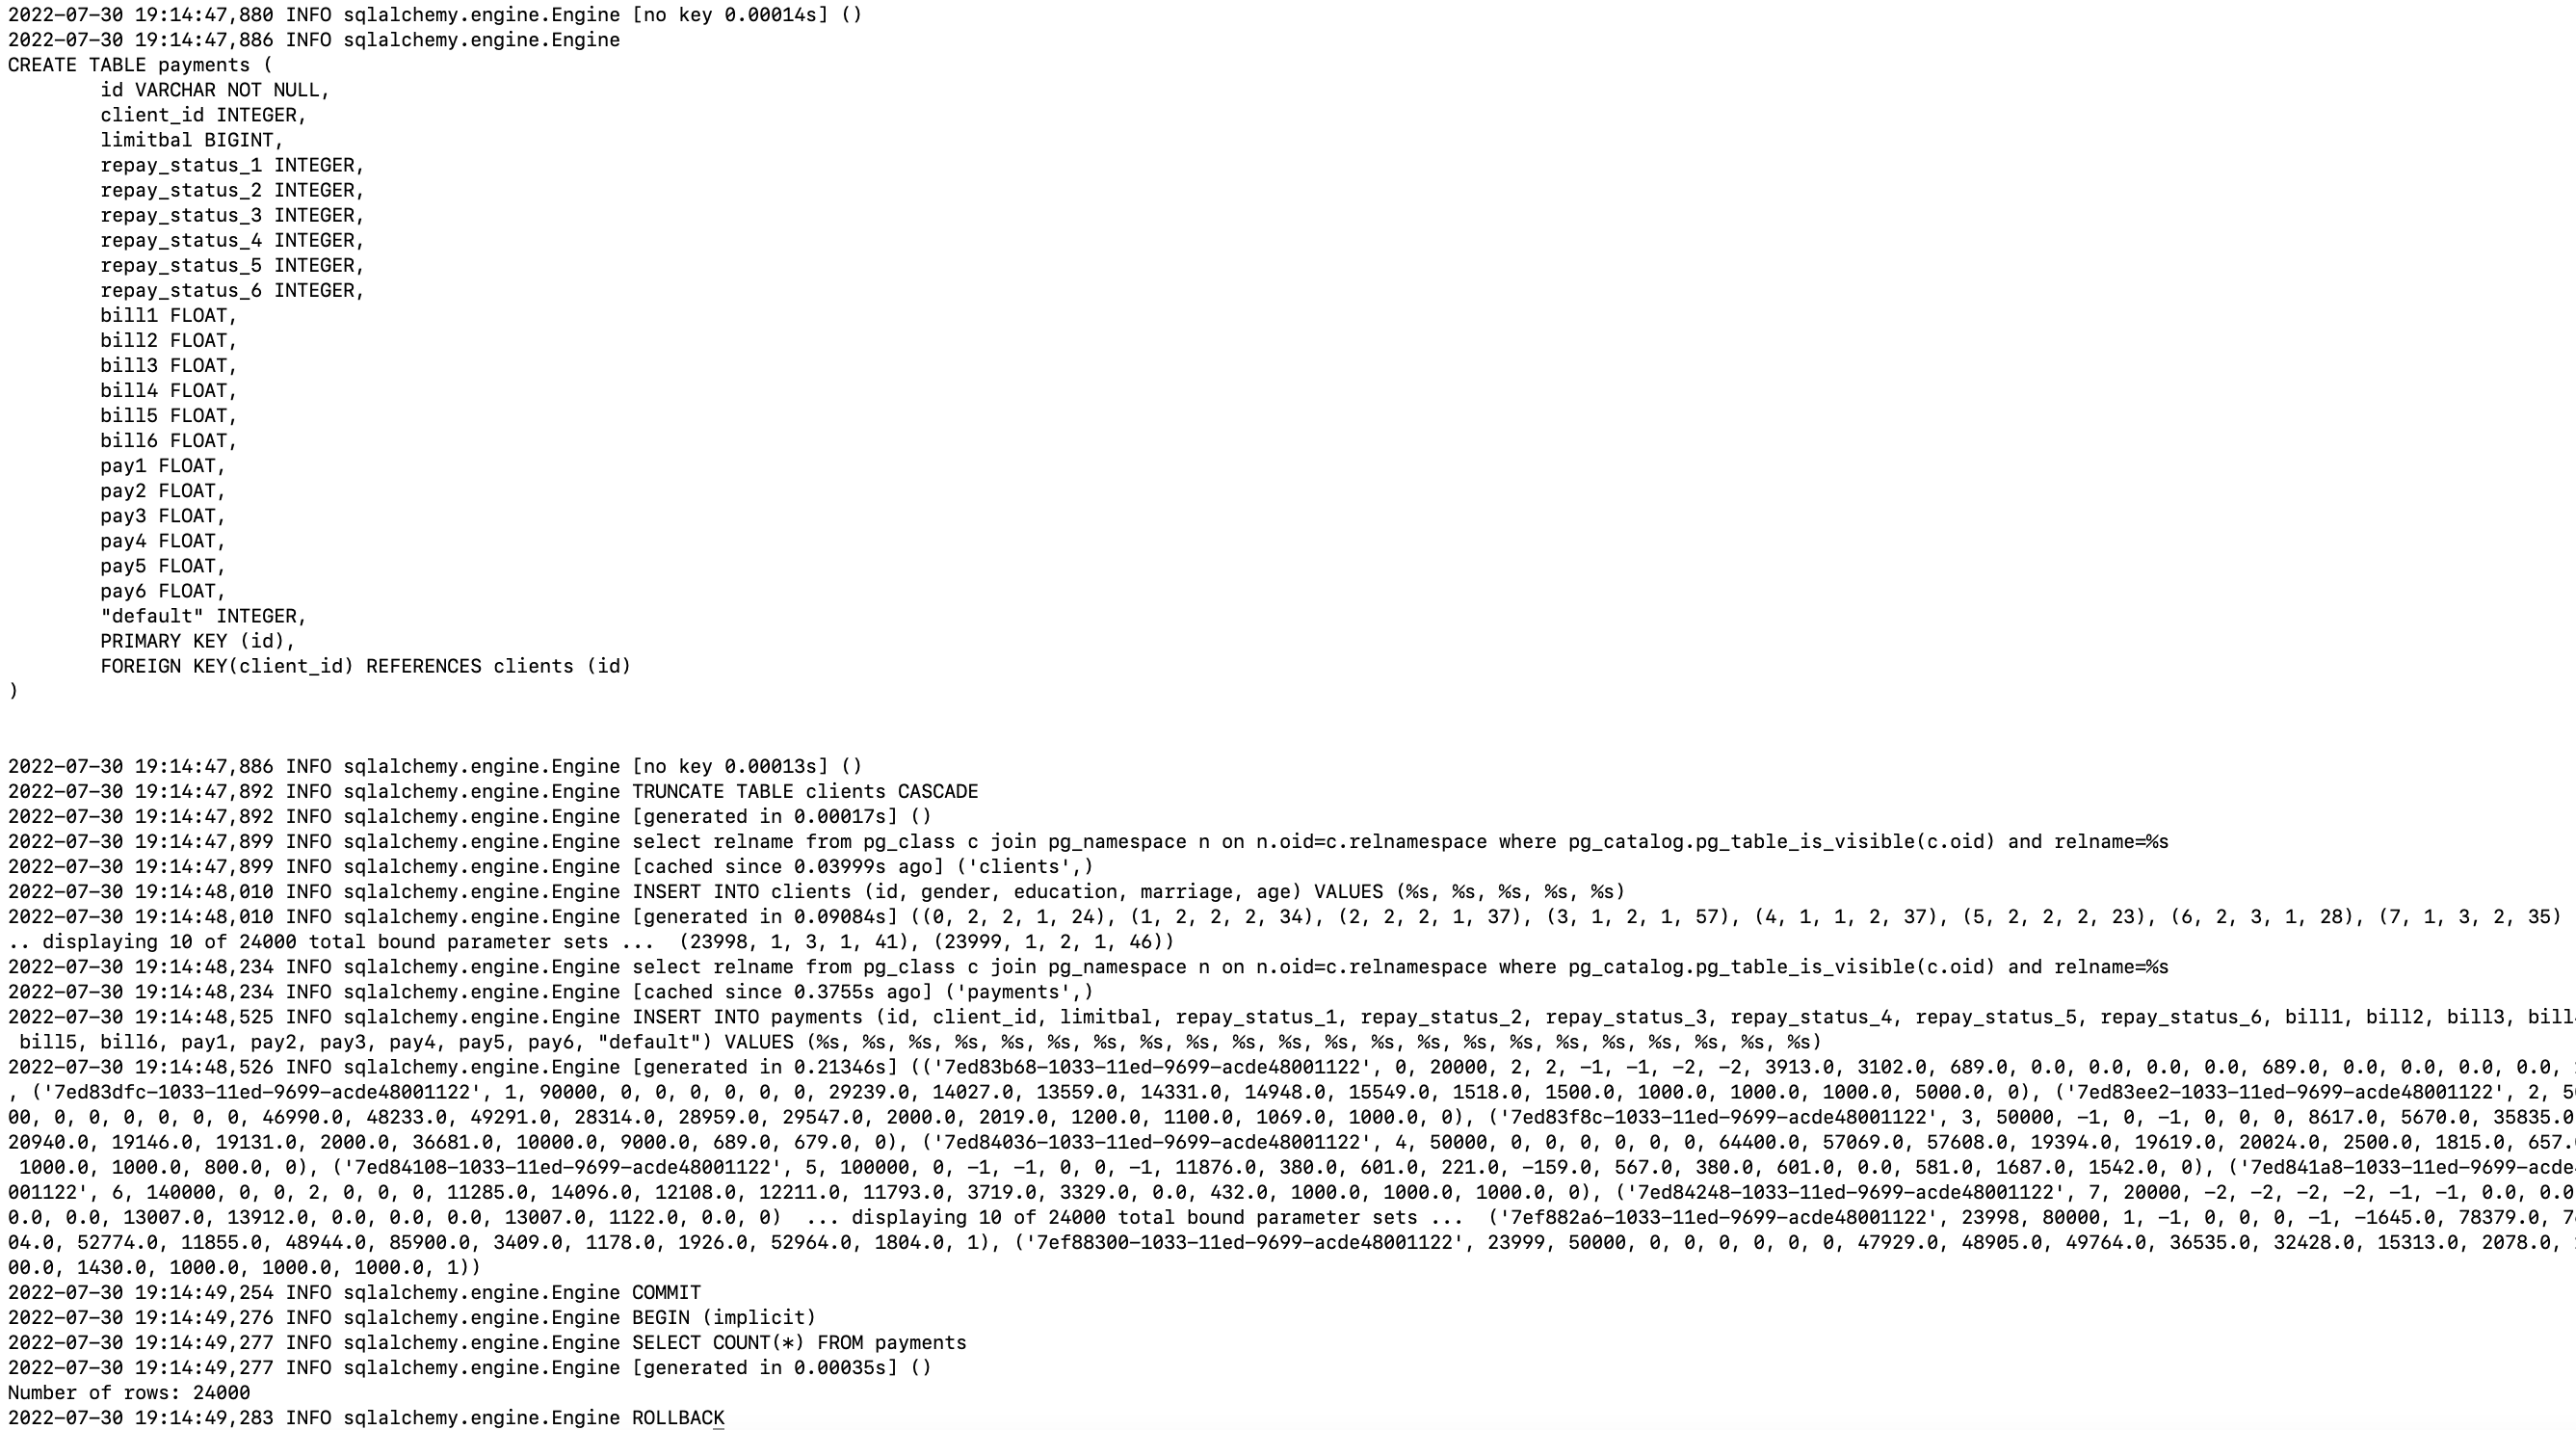 2022-07-30 19:14:47,880 INFO sqlalchemy.engine.Engine [no key 0.00014s] ()
2022-07-30 19:14:47,886 INFO sqlalchemy.engine.Engine
CREATE TABLE payments (
        id VARCHAR NOT NULL,
        client_id INTEGER,
        limitbal BIGINT,
        repay_status_1 INTEGER,
        repay_status_2 INTEGER,
        repay_status_3 INTEGER,
        repay_status_4 INTEGER,
        repay_status_5 INTEGER,
        repay_status_6 INTEGER,
        bill1 FLOAT,
        bill2 FLOAT,
        bill3 FLOAT,
        bill4 FLOAT,
        bill5 FLOAT,
        bill6 FLOAT,
        pay1 FLOAT,
        pay2 FLOAT,
        pay3 FLOAT,
        pay4 FLOAT,
        pay5 FLOAT,
        pay6 FLOAT,
        "default" INTEGER,
        PRIMARY KEY (id),
        FOREIGN KEY(client_id) REFERENCES clients (id)
)
2022-07-30 19:14:47,886 INFO sqlalchemy.engine.Engine [no key 0.00013s] ()
2022-07-30 19:14:47,892 INFO sqlalchemy.engine.Engine TRUNCATE TABLE clients CASCADE
2022-07-30 19:14:47,892 INFO sqlalchemy.engine.Engine [generated in 0.00017s] ()
2022-07-30 19:14:47,899 INFO sqlalchemy.engine.Engine select relname from pg_class c join pg_namespace n on n.oid=c.relnamespace where pg_catalog.pg_table_is_visible(c.oid) and relname=%s
2022-07-30 19:14:47,899 INFO sqlalchemy.engine.Engine [cached since 0.03999s ago] ('clients',)
2022-07-30 19:14:48,010 INFO sqlalchemy.engine.Engine INSERT INTO clients (id, gender, education, marriage, age) VALUES (%s, %s, %s, %s, %s)
2022-07-30 19:14:48,010 INFO sqlalchemy.engine.Engine [generated in 0.09084s] ((0, 2, 2, 1, 24), (1, 2, 2, 2, 34), (2, 2, 2, 1, 37), (3, 1, 2, 1, 57), (4, 1, 1, 2, 37), (5, 2, 2, 2, 23), (6, 2, 3, 1, 28), (7, 1, 3, 2, 35)
.. displaying 10 of 24000 total bound parameter sets ...  (23998, 1, 3, 1, 41), (23999, 1, 2, 1, 46))
2022-07-30 19:14:48,234 INFO sqlalchemy.engine.Engine select relname from pg_class c join pg_namespace n on n.oid=c.relnamespace where pg_catalog.pg_table_is_visible(c.oid) and relname=%s
2022-07-30 19:14:48,234 INFO sqlalchemy.engine.Engine [cached since 0.3755s ago] ('payments',)
2022-07-30 19:14:48,525 INFO sqlalchemy.engine.Engine INSERT INTO payments (id, client_id, limitbal, repay_status_1, repay_status_2, repay_status_3, repay_status_4, repay_status_5, repay_status_6, bill1, bill2, bill3,
 bill5, bill6, pay1, pay2, pay3, pay4, pay5, pay6, "default") VALUES (%s, %s, %s, %s, %s, %s, %s, %s, %s, %s, %s, %s, %s, %s, %s, %s, %s, %s, %s, %s, %s, %s)
2022-07-30 19:14:48,526 INFO sqlalchemy.engine.Engine [generated in 0.21346s] (('7ed83b68-1033-11ed-9699-acde48001122', 0, 20000, 2, 2, -1, -1, -2, -2, 3913.0, 3102.0, 689.0, 0.0, 0.0, 0.0, 0.0, 689.0, 0.0, 0.0, 0.0, 0.0,
, ('7ed83dfc-1033-11ed-9699-acde48001122', 1, 90000, 0, 0, 0, 0, 0, 0, 29239.0, 14027.0, 13559.0, 14331.0, 14948.0, 15549.0, 1518.0, 1500.0, 1000.0, 1000.0, 1000.0, 5000.0, 0), ('7ed83ee2-1033-11ed-9699-acde48001122', 2,
00, 0, 0, 0, 0, 0, 0, 46990.0, 48233.0, 49291.0, 28314.0, 28959.0, 29547.0, 2000.0, 2019.0, 1200.0, 1100.0, 1069.0, 1000.0, 0), ('7ed83f8c-1033-11ed-9699-acde48001122', 3, 50000, -1, 0, -1, 0, 0, 0, 8617.0, 5670.0, 35835.0
20940.0, 19146.0, 19131.0, 2000.0, 36681.0, 10000.0, 9000.0, 689.0, 679.0, 0), ('7ed84036-1033-11ed-9699-acde48001122', 4, 50000, 0, 0, 0, 0, 0, 0, 64400.0, 57069.0, 57608.0, 19394.0, 19619.0, 20024.0, 2500.0, 1815.0, 657.
 1000.0, 1000.0, 800.0, 0), ('7ed84108-1033-11ed-9699-acde48001122', 5, 100000, 0, -1, -1, 0, 0, -1, 11876.0, 380.0, 601.0, 221.0, -159.0, 567.0, 380.0, 601.0, 0.0, 581.0, 1687.0, 1542.0, 0), ('7ed841a8-1033-11ed-9699-acde
001122', 6, 140000, 0, 0, 2, 0, 0, 0, 11285.0, 14096.0, 12108.0, 12211.0, 11793.0, 3719.0, 3329.0, 0.0, 432.0, 1000.0, 1000.0, 1000.0, 0), ('7ed84248-1033-11ed-9699-acde48001122', 7, 20000, -2, -2, -2, -2, -1, -1, 0.0, 0.0
0.0, 0.0, 13007.0, 13912.0, 0.0, 0.0, 0.0, 13007.0, 1122.0, 0.0, 0)  ... displaying 10 of 24000 total bound parameter sets ...  ('7ef882a6-1033-11ed-9699-acde48001122', 23998, 80000, 1, -1, 0, 0, 0, -1, -1645.0, 78379.0,
04.0, 52774.0, 11855.0, 48944.0, 85900.0, 3409.0, 1178.0, 1926.0, 52964.0, 1804.0, 1), ('7ef88300-1033-11ed-9699-acde48001122', 23999, 50000, 0, 0, 0, 0, 0, 0, 47929.0, 48905.0, 49764.0, 36535.0, 32428.0, 15313.0, 2078.0,
00.0, 1430.0, 1000.0, 1000.0, 1000.0, 1))
2022-07-30 19:14:49,254 INFO sqlalchemy.engine.Engine COMMIT
2022-07-30 19:14:49,276 INFO sqlalchemy.engine.Engine BEGIN (implicit)
2022-07-30 19:14:49,277 INFO sqlalchemy.engine.Engine SELECT COUNT(*) FROM payments
2022-07-30 19:14:49,277 INFO sqlalchemy.engine.Engine [generated in 0.00035s] ()
Number of rows: 24000
2022-07-30 19:14:49,283 INFO sqlalchemy.engine.Engine ROLLBACK